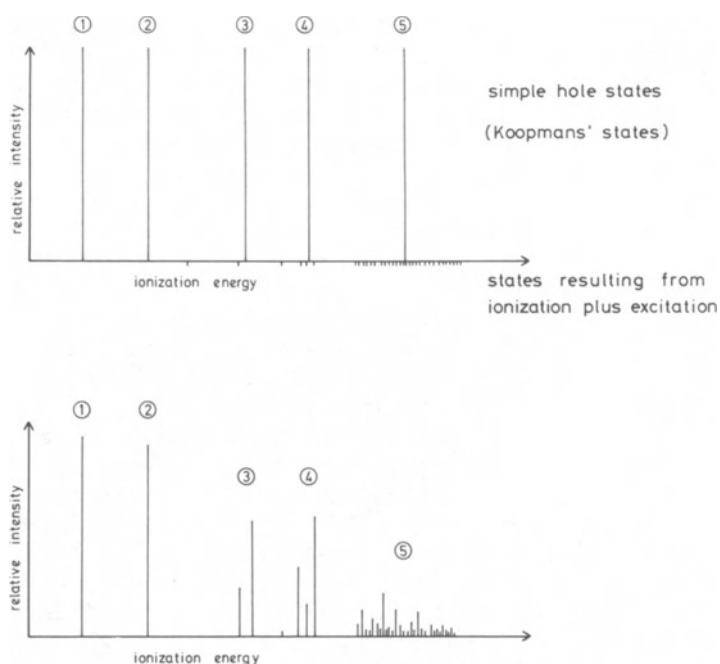 ① ② ③ ④ ⑤
relative intensity
simple hole states
(Koopmans' states)
ionization energy
states resulting from
ionization plus excitation
① ②
③ ④
⑤
relative intensity
ionization energy